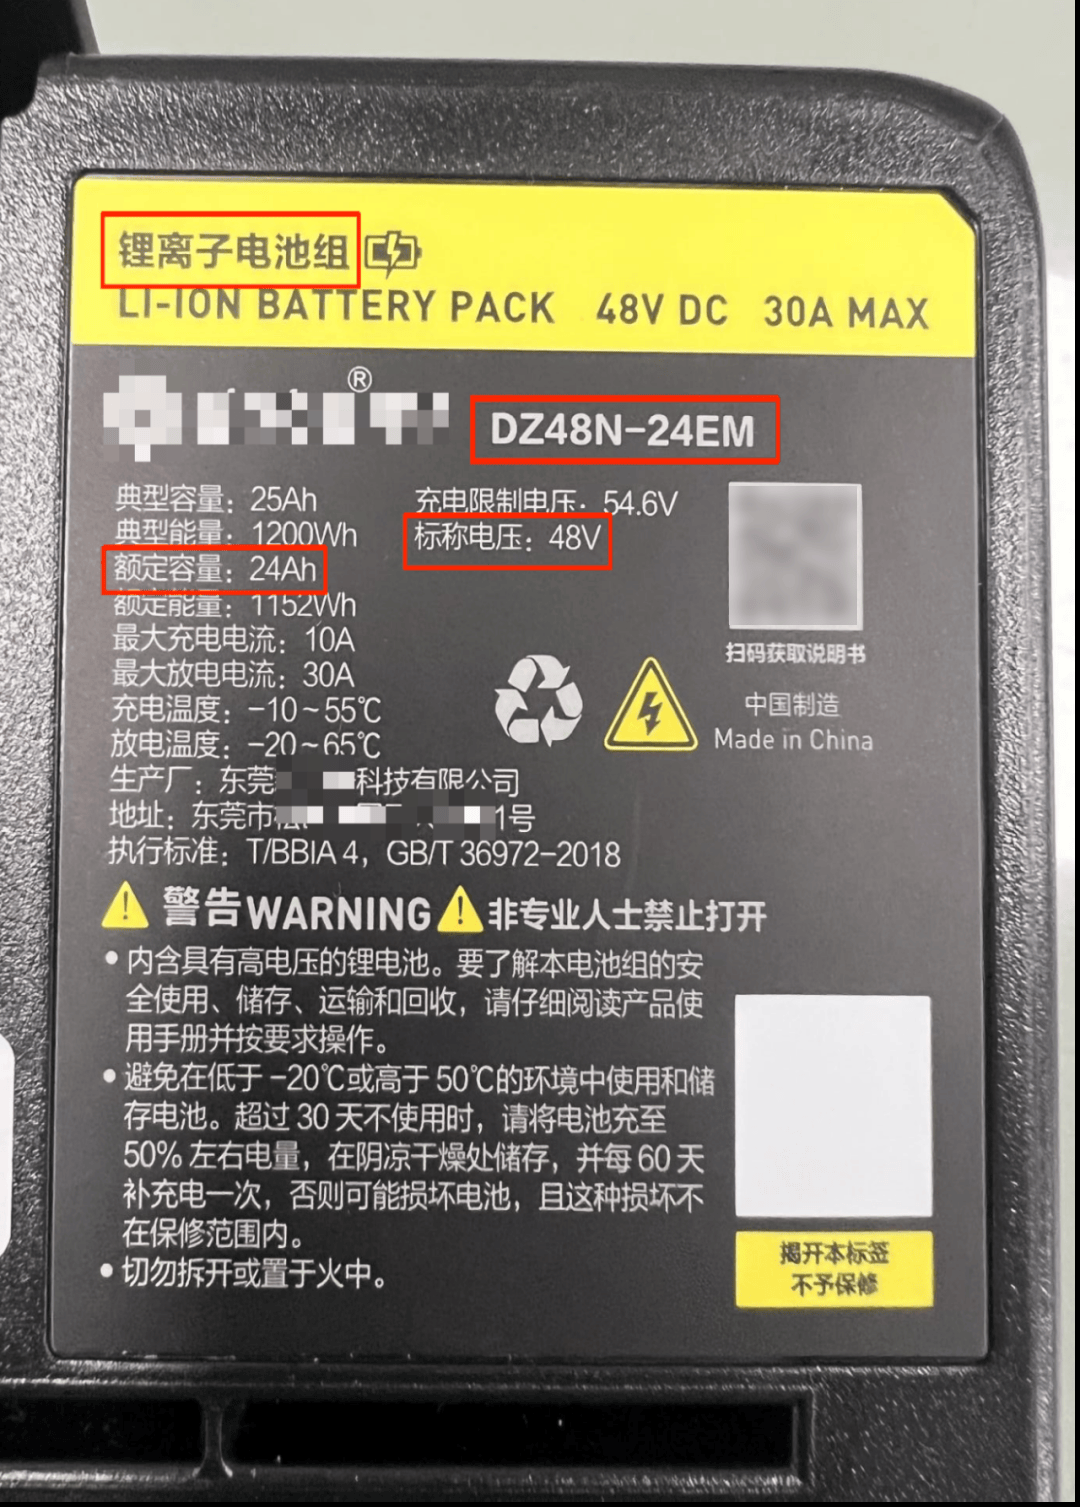 锂离子电池组
LI-ION BATTERY PACK 48V DC 30A MAX
®
DZ48N-24EM
典型容量：25Ah
典型能量：1200Wh
额定容量：24Ah
额定能量：1152Wh
最大充电电流：10A
最大放电电流：30A
充电温度：-10~55℃
放电温度：-20~65℃
充电限制电压：54.6V
标称电压：48V
扫码获取说明书
中国制造
Made in China
生产厂：东莞 科技有限公司
地址：东莞市 1号
执行标准：T/BBIA 4，GB/T 36972-2018
警告WARNING 非专业人士禁止打开
•内含具有高电压的锂电池。要了解本电池组的安
全使用、储存、运输和回收，请仔细阅读产品使
用手册并按要求操作。
•避免在低于-20℃或高于50℃的环境中使用和储
存电池。超过30天不使用时，请将电池充至
50%左右电量，在阴凉干燥处储存，并每60天
补充电一次，否则可能损坏电池，且这种损坏不
在保修范围内。
•切勿拆开或置于火中。
揭开本标签
不予保修